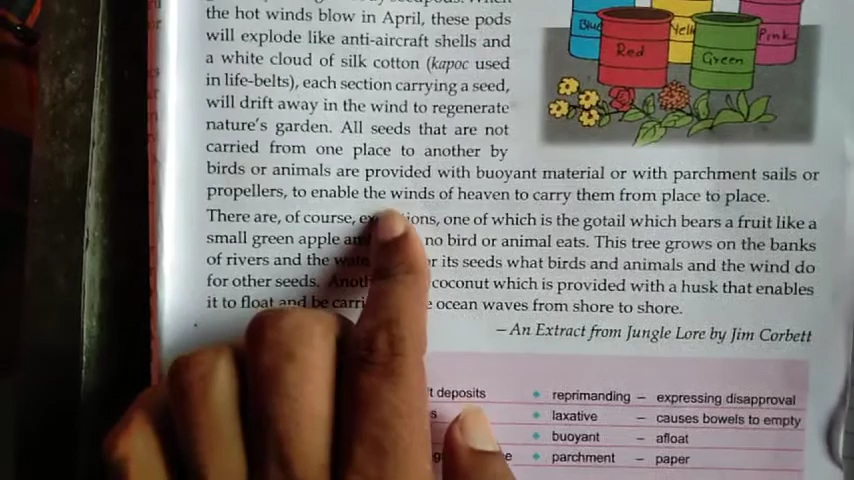 the hot winds blow in April, these pods
will explode like anti-aircraft shells and
a white cloud of silk cotton (kapoc used
in life-belts), each section carrying a seed,
will drift away in the wind to regenerate
nature's garden. All seeds that are not
carried from one place to another by
birds or animals are provided with buoyant material or with parchment sails or
propellers, to enable the winds of heaven to carry them from place to place.
Blue
Red
Yell
Green
Pink
There are, of course, one of which is the gotail which bears a fruit like a
small green apple no bird or animal eats. This tree grows on the banks
of rivers and the its seeds what birds and animals and the wind do
for other seeds. coconut which is provided with a husk that enables
it to float and be ocean waves from shore to shore.
– An Extract from Jungle Lore by Jim Corbett
deposits
reprimanding – expressing disapproval
laxative – causes bowels to empty
buoyant – afloat
parchment – paper